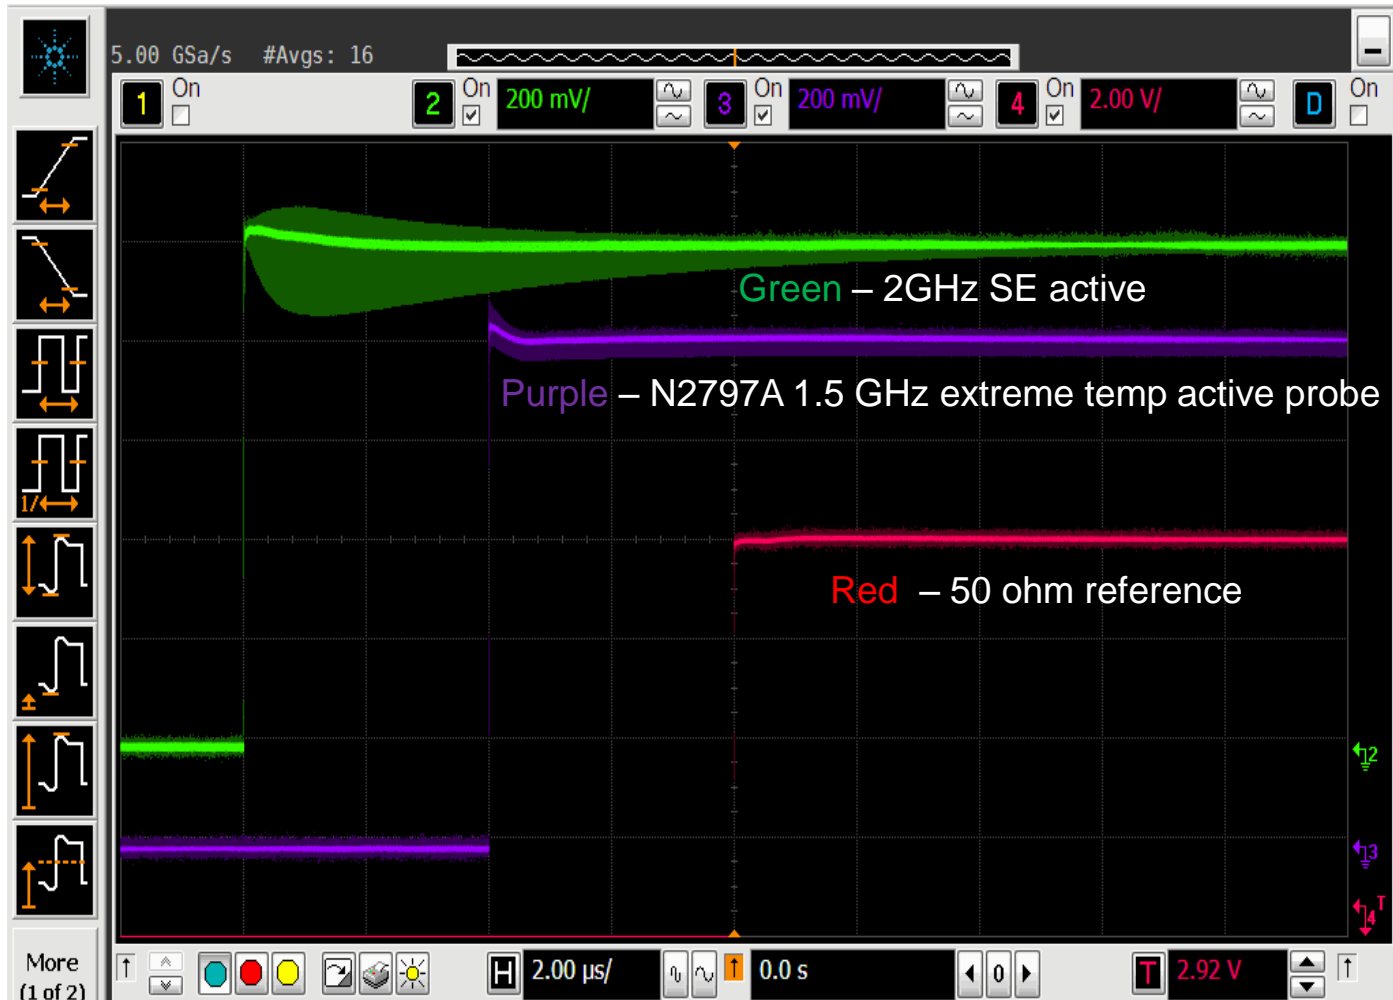 5.00 GSa/s #Avgs: 16
1 On 2 On 200 mV/ 3 On 200 mV/ 4 On 2.00 V/ D On
Green – 2GHz SE active
Purple – N2797A 1.5 GHz extreme temp active probe
Red – 50 ohm reference
1/
2
3
4 T
More
(1 of 2)
H 2.00 µs/ 0.0 s 0 T 2.92 V